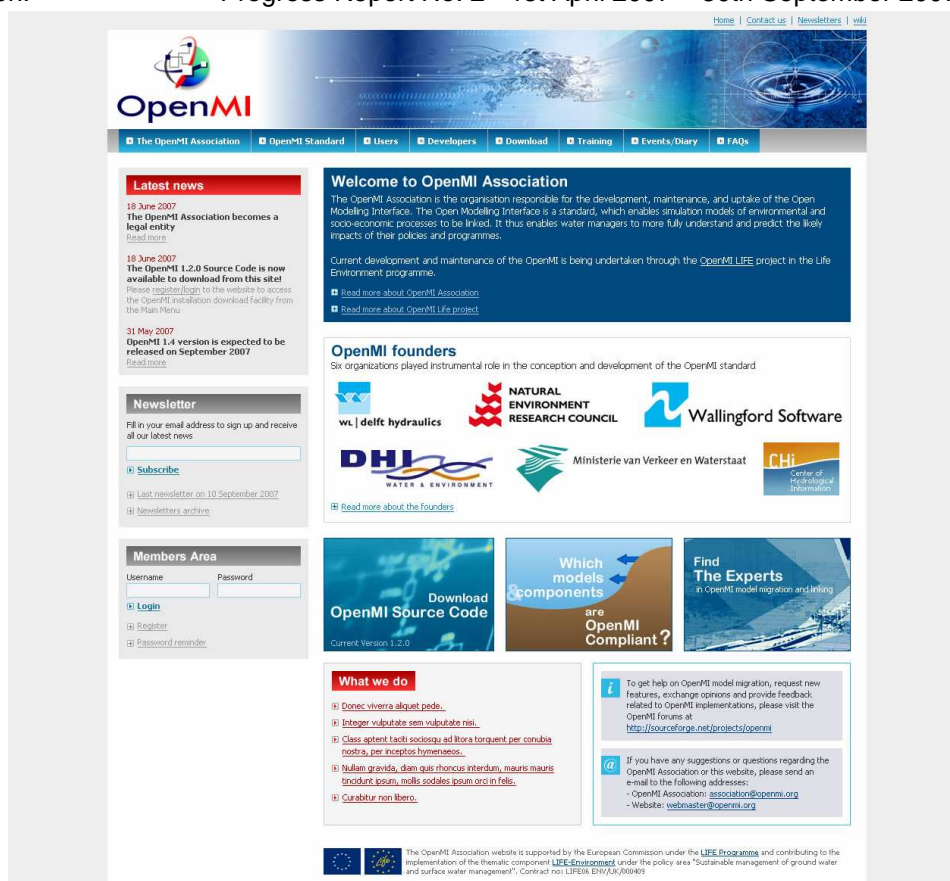 Progress Report No. 2 - 1st April 2007 - 30th September 2007
Home | Contact us | Newsletters | wiki
OpenMI
The OpenMI Association
OpenMI Standard
Users
Developers
Download
Training
Events/Diary
FAQs
Latest news
18 June 2007
The OpenMI Association becomes a
legal entity
Read more
18 June 2007
The OpenMI 1.2.0 Source Code is now
available to download from this site!
Please register/login to the website to access
the OpenMI installation download facility from
the Main Menu
31 May 2007
OpenMI 1.4 version is expected to be
released on September 2007
Read more
Newsletter
Fill in your email address to sign up and receive
all our latest news
Subscribe
Last newsletter on 10 September 2007
Newsletters archive
Members Area
Username Password
Login
Register
Password reminder
Welcome to OpenMI Association
The OpenMI Association is the organisation responsible for the development, maintenance, and uptake of the Open
Modelling Interface. The Open Modelling Interface is a standard, which enables simulation models of environmental and
socio-economic processes to be linked. It thus enables water managers to more fully understand and predict the likely
impacts of their policies and programmes.
Current development and maintenance of the OpenMI is being undertaken through the OpenMI LIFE project in the Life
Environment programme.
Read more about OpenMI Association
Read more about OpenMI Life project
OpenMI founders
Six organizations played instrumental role in the conception and development of the OpenMI standard
WL | delft hydraulics
NATURAL
ENVIRONMENT
RESEARCH COUNCIL
Wallingford Software
DHI
WATER & ENVIRONMENT
Ministerie van Verkeer en Waterstaat
CHi
Center of
Hydrological
Information
Read more about the founders
Download
OpenMI Source Code
Current Version 1.2.0
Which
models
& components
are
OpenMI
Compliant ?
Find
The Experts
in OpenMI model migration and linking
What we do
Donec viverra aliquet pede.
Integer vulputate sem vulputate nisi.
Class aptent taciti sociosqu ad litora torquent per conubia
nostra, per inceptos hymenaeos.
Nullam gravida, diam quis rhoncus interdum, mauris mauris
tincidunt ipsum, mollis sodales ipsum orci in felis.
Curabitur non libero.
To get help on OpenMI model migration, request new
features, exchange opinions and provide feedback
related to OpenMI implementations, please visit the
OpenMI forums at
http://sourceforge.net/projects/openmi
If you have any suggestions or questions regarding the
OpenMI Association or this website, please send an
e-mail to the following addresses:
- OpenMI Association: association@openmi.org
- Website: webmaster@openmi.org
The OpenMI Association website is supported by the European Commission under the LIFE Programme and contributing to the
implementation of the thematic component LIFE-Environment under the policy area "Sustainable management of ground water
and surface water management". Contract no: LIFE06 ENV/UK/000409